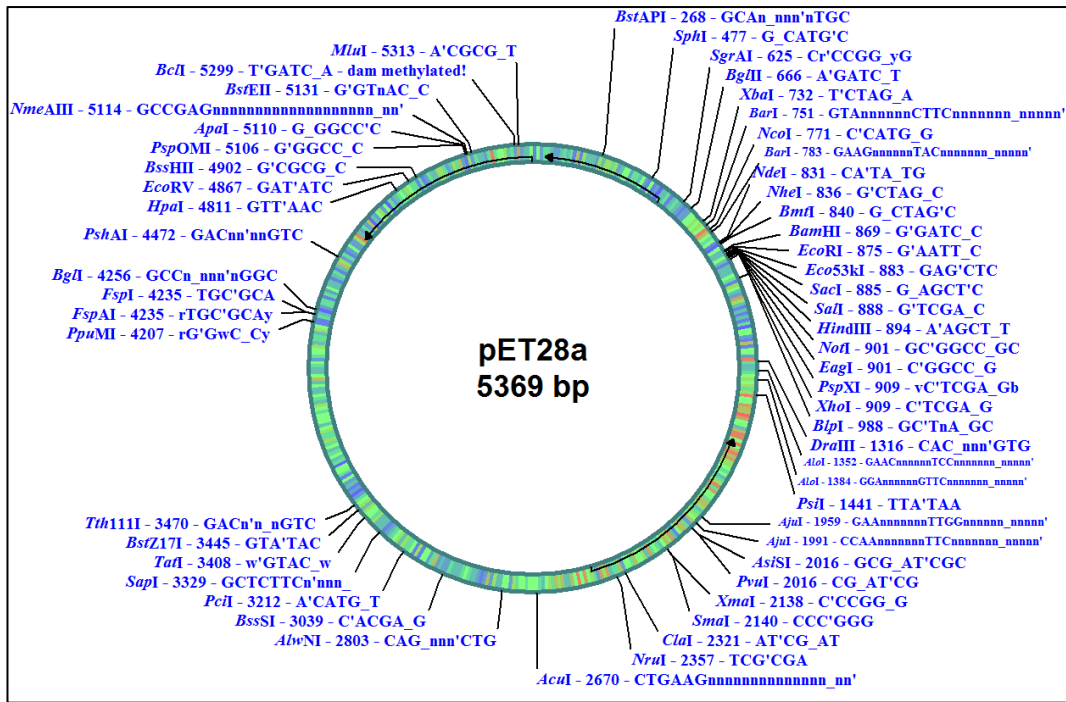 BstAPI - 268 - GCAn_nnn'nTGC
SphI - 477 - G_CATG'C
SgrAI - 625 - Cr'CCGG_yG
BglII - 666 - A'GATC_T
XbaI - 732 - T'CTAG_A
BarI - 751 - GTAnnnnnnCTTCnnnnnnn_nnnnn'
NcoI - 771 - C'CATG_G
BarI - 783 - GAAGnnnnnnTACnnnnnnn_nnnnn'
NdeI - 831 - CA'TA_TG
NheI - 836 - G'CTAG_C
BmtI - 840 - G_CTAG'C
BamHI - 869 - G'GATC_C
EcoRI - 875 - G'AATT_C
Eco53kI - 883 - GAG'CTC
SacI - 885 - G_AGCT'C
SalI - 888 - G'TCGA_C
HindIII - 894 - A'AGCT_T
NotI - 901 - GC'GGCC_GC
EagI - 901 - C'GGCC_G
PspXI - 909 - vC'TCGA_Gb
XhoI - 909 - C'TCGA_G
BlpI - 988 - GC'TnA_GC
DraIII - 1316 - CAC_nnn'GTG
AloI - 1352 - GAACnnnnnnTCCnnnnnnn_nnnnn'
AloI - 1384 - GGAnnnnnnGTTCnnnnnnn_nnnnn'
PsiI - 1441 - TTA'TAA
AjuI - 1959 - GAAnnnnnnnTTGGnnnnnn_nnnnn'
AjuI - 1991 - CCAAnnnnnnnTTCnnnnnn_nnnnn'
AsiSI - 2016 - GCG_AT'CGC
PvuI - 2016 - CG_AT'CG
XmaI - 2138 - C'CCGG_G
SmaI - 2140 - CCC'GGG
ClaI - 2321 - AT'CG_AT
NruI - 2357 - TCG'CGA
AcuI - 2670 - CTGAAGnnnnnnnnnnnnnn_nn'
MluI - 5313 - A'CGCG_T
BclI - 5299 - T'GATC_A - dam methylated!
BstEII - 5131 - G'GTnAC_C
NmeAIII - 5114 - GCCGAGnnnnnnnnnnnnnnnnnnn_nn'
ApaI - 5110 - G_GGCC'C
PspOMI - 5106 - G'GGCC_C
BssHII - 4902 - G'CGCG_C
EcoRV - 4867 - GAT'ATC
HpaI - 4811 - GTT'AAC
PshAI - 4472 - GACnn'nnGTC
BglI - 4256 - GCCn_nnn'nGGC
FspI - 4235 - TGC'GCA
FspAI - 4235 - rTGC'GCAy
PpuMI - 4207 - rG'GwC_Cy
pET28a
5369 bp
Tth111I - 3470 - GACn'n_nGTC
BstZ17I - 3445 - GTA'TAC
TatI - 3408 - w'GTAC_w
SapI - 3329 - GCTCTTCn'nnn_
PciI - 3212 - A'CATG_T
BssSI - 3039 - C'ACGA_G
AlwNI - 2803 - CAG_nnn'CTG